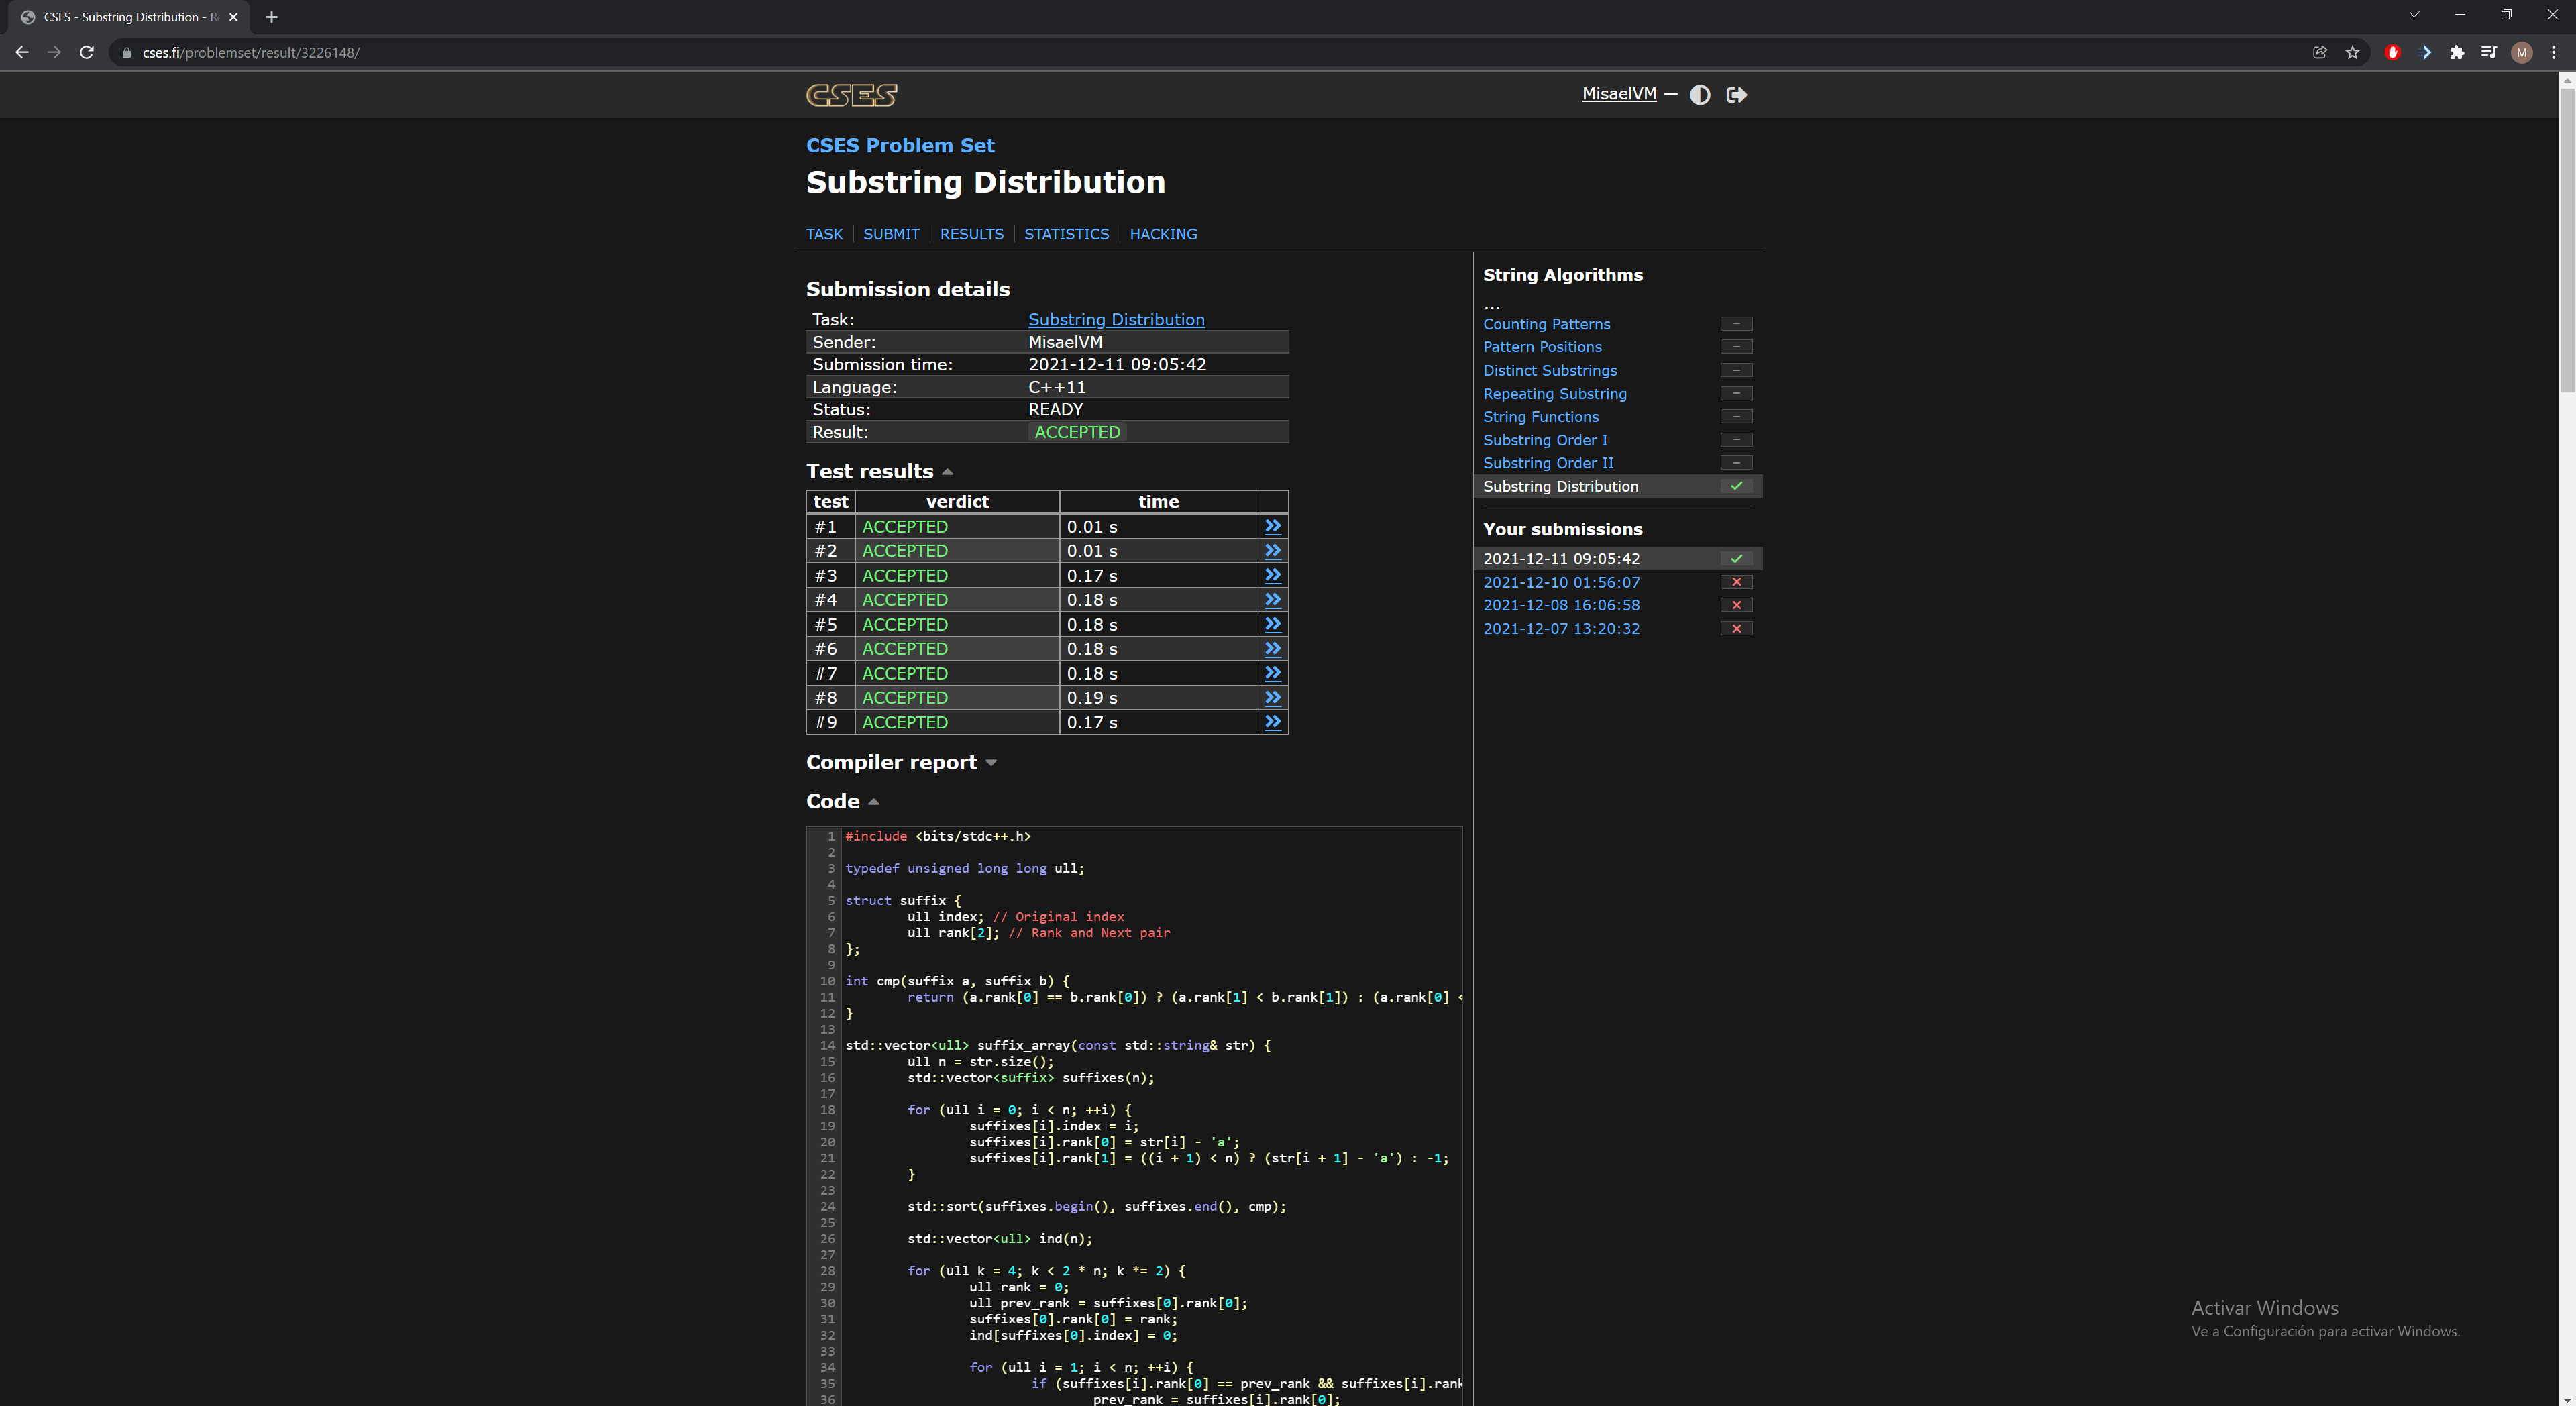 CSES - Substring Distribution - Re
cses.fi/problemset/result/3226148/
M
CSES
MisaelVM —
CSES Problem Set
Substring Distribution
TASK
SUBMIT
RESULTS
STATISTICS
HACKING
Submission details
Task: Substring Distribution
Sender: MisaelVM
Submission time: 2021-12-11 09:05:42
Language: C++11
Status: READY
Result: ACCEPTED
Test results
test verdict time
#1 ACCEPTED 0.01 s »
#2 ACCEPTED 0.01 s »
#3 ACCEPTED 0.17 s »
#4 ACCEPTED 0.18 s »
#5 ACCEPTED 0.18 s »
#6 ACCEPTED 0.18 s »
#7 ACCEPTED 0.18 s »
#8 ACCEPTED 0.19 s »
#9 ACCEPTED 0.17 s »
Compiler report
Code
1 #include <bits/stdc++.h>
2
3 typedef unsigned long long ull;
4
5 struct suffix {
6 ull index; // Original index
7 ull rank[2]; // Rank and Next pair
8 };
9
10 int cmp(suffix a, suffix b) {
11 return (a.rank[0] == b.rank[0]) ? (a.rank[1] < b.rank[1]) : (a.rank[0] <
12 }
13
14 std::vector<ull> suffix_array(const std::string& str) {
15 ull n = str.size();
16 std::vector<suffix> suffixes(n);
17
18 for (ull i = 0; i < n; ++i) {
19 suffixes[i].index = i;
20 suffixes[i].rank[0] = str[i] - 'a';
21 suffixes[i].rank[1] = ((i + 1) < n) ? (str[i + 1] - 'a') : -1;
22 }
23
24 std::sort(suffixes.begin(), suffixes.end(), cmp);
25
26 std::vector<ull> ind(n);
27
28 for (ull k = 4; k < 2 * n; k *= 2) {
29 ull rank = 0;
30 ull prev_rank = suffixes[0].rank[0];
31 suffixes[0].rank[0] = rank;
32 ind[suffixes[0].index] = 0;
33
34 for (ull i = 1; i < n; ++i) {
35 if (suffixes[i].rank[0] == prev_rank && suffixes[i].rank
36 prev_rank = suffixes[i].rank[0];
String Algorithms
...
Counting Patterns –
Pattern Positions –
Distinct Substrings –
Repeating Substring –
String Functions –
Substring Order I –
Substring Order II –
Substring Distribution
Your submissions
2021-12-11 09:05:42
2021-12-10 01:56:07
2021-12-08 16:06:58
2021-12-07 13:20:32
Activar Windows
Ve a Configuración para activar Windows.